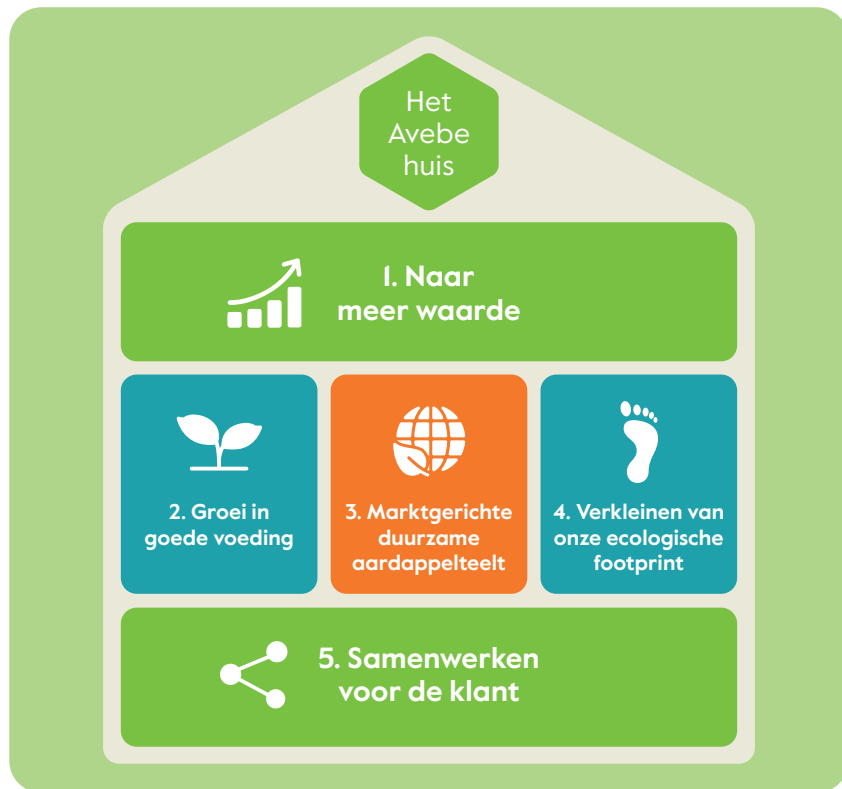 Het
Avebe
huis
1. Naar
meer waarde
2. Groei in
goede voeding
3. Marktgerichte
duurzame
aardappelteelt
4. Verkleinen van
onze ecologische
footprint
5. Samenwerken
voor de klant